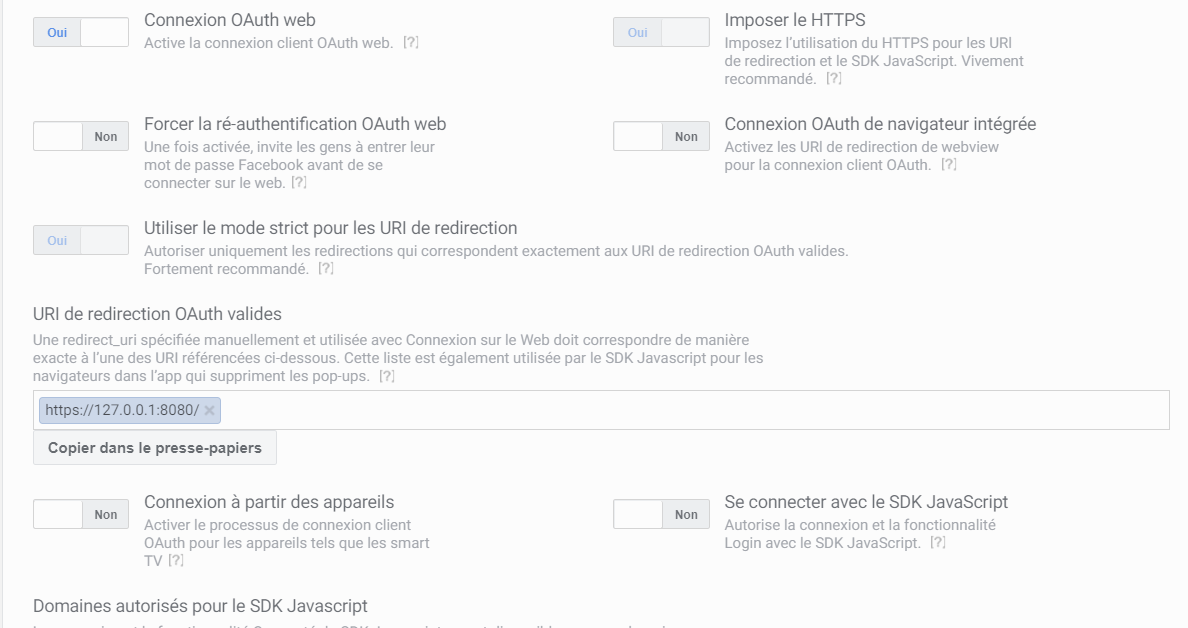 Oui
Connexion OAuth web
Active la connexion client OAuth web. [?]
Oui
Imposer le HTTPS
Imposez l’utilisation du HTTPS pour les URI
de redirection et le SDK JavaScript. Vivement
recommandé. [?]
Non
Forcer la ré-authentification OAuth web
Une fois activée, invite les gens à entrer leur
mot de passe Facebook avant de se
connecter sur le web. [?]
Non
Connexion OAuth de navigateur intégrée
Activez les URI de redirection de webview
pour la connexion client OAuth. [?]
Oui
Utiliser le mode strict pour les URI de redirection
Autoriser uniquement les redirections qui correspondent exactement aux URI de redirection OAuth valides.
Fortement recommandé. [?]
URI de redirection OAuth valides
Une redirect_uri spécifiée manuellement et utilisée avec Connexion sur le Web doit correspondre de manière
exacte à l’une des URI référencées ci-dessous. Cette liste est également utilisée par le SDK Javascript pour les
navigateurs dans l’app qui suppriment les pop-ups. [?]
https://127.0.0.1:8080/
Copier dans le presse-papiers
Non
Connexion à partir des appareils
Activer le processus de connexion client
OAuth pour les appareils tels que les smart
TV [?]
Non
Se connecter avec le SDK JavaScript
Autorise la connexion et la fonctionnalité
Login avec le SDK JavaScript. [?]
Domaines autorisés pour le SDK Javascript